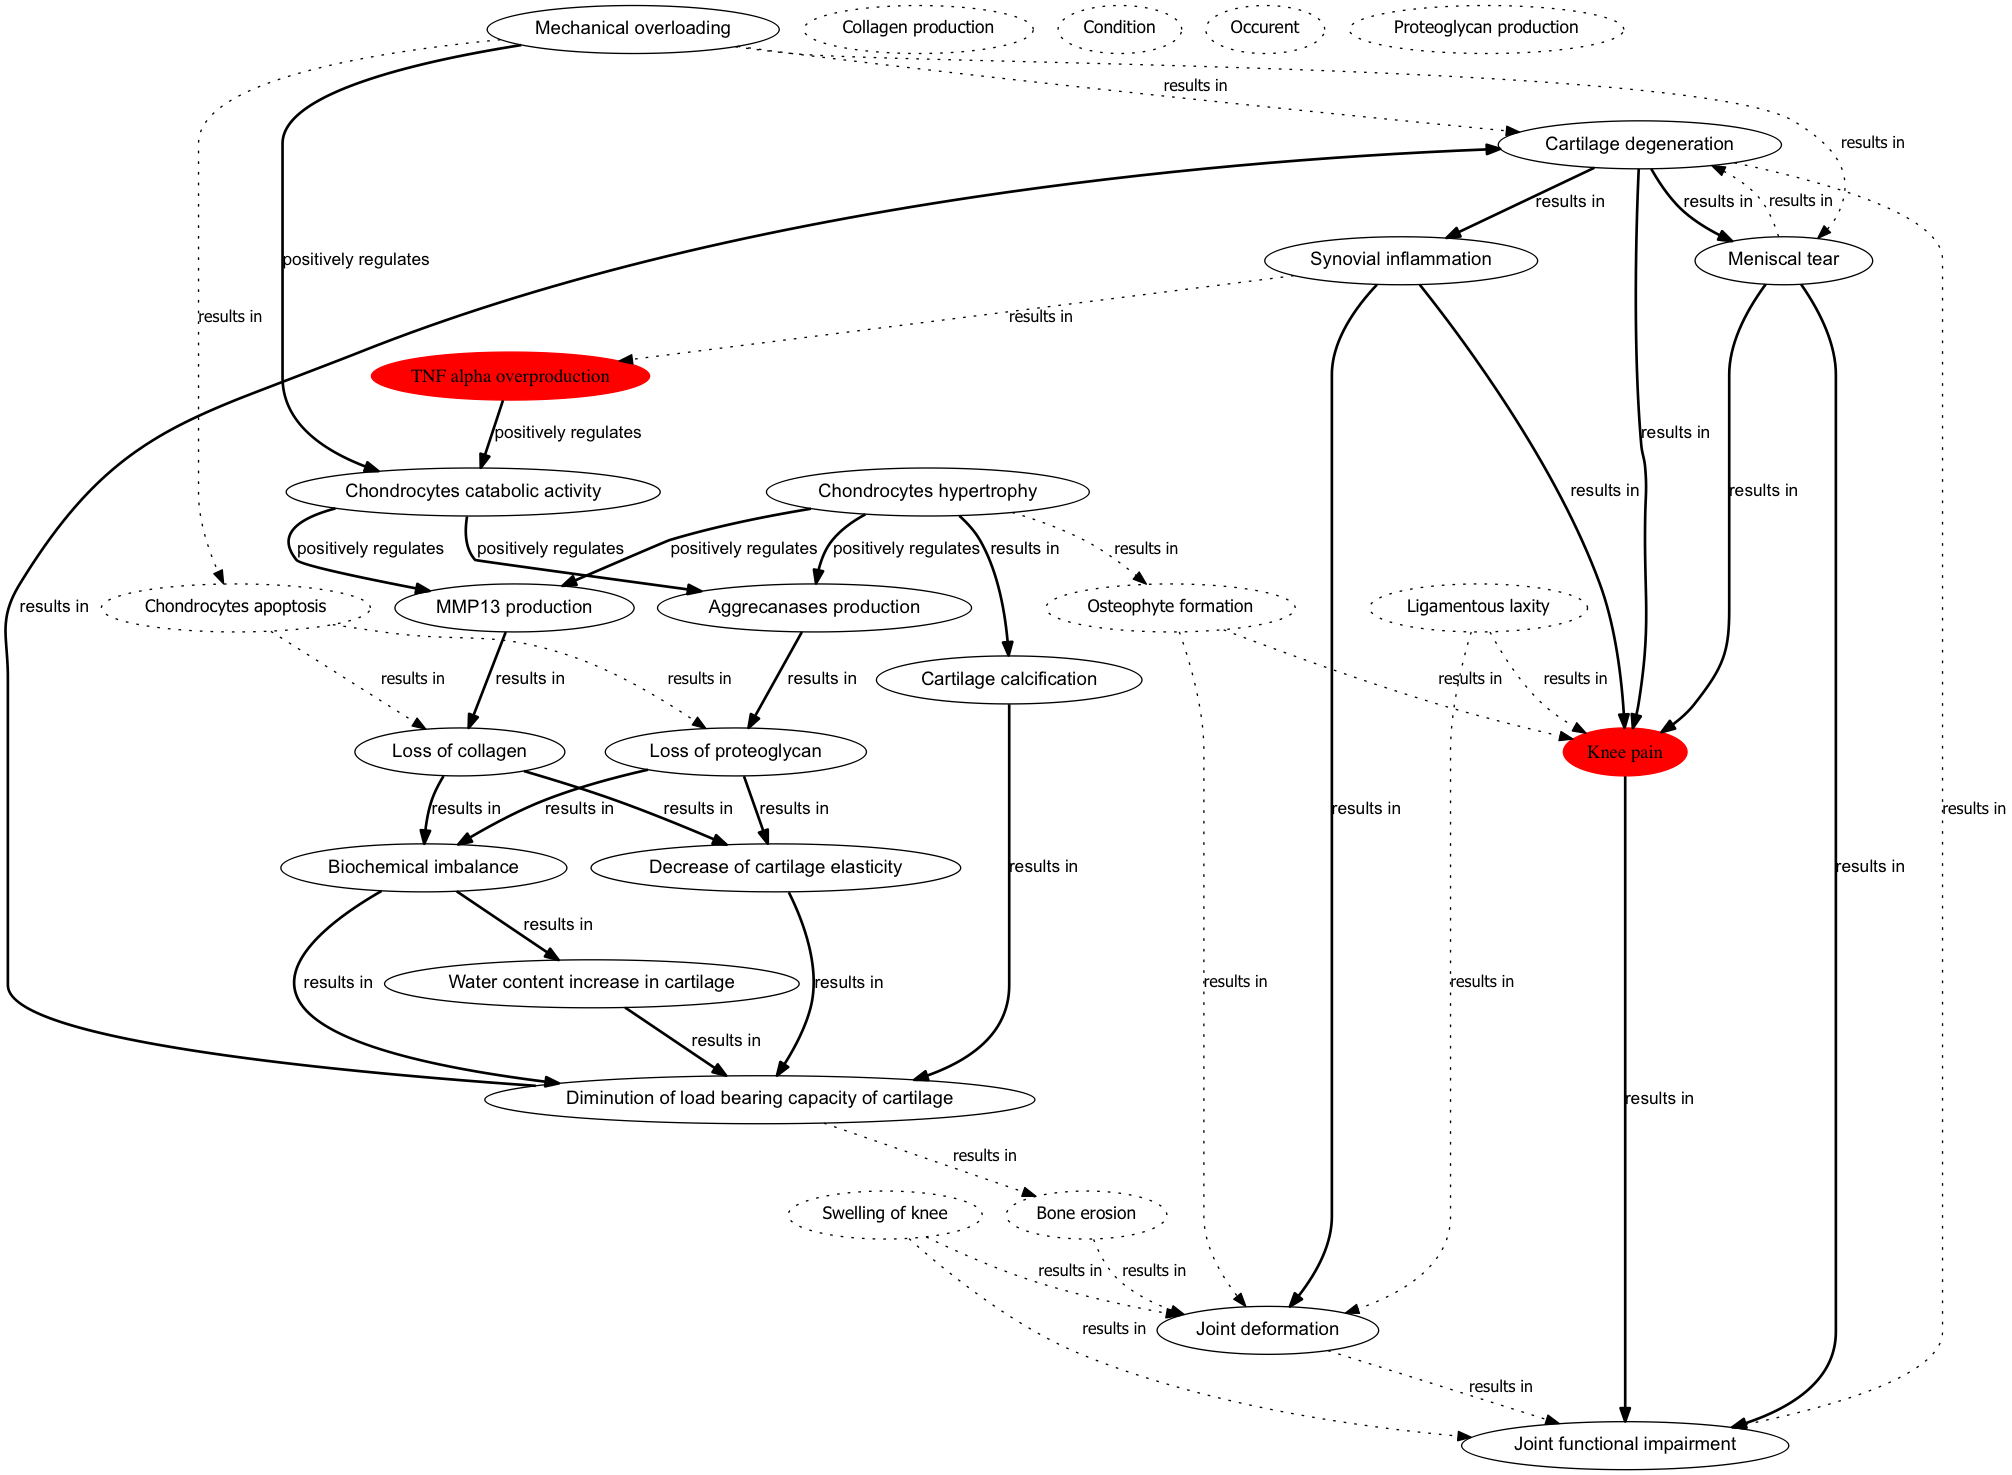 Mechanical overloading
Collagen production
Condition
Occurent
Proteoglycan production
results in
Cartilage degeneration
results in
results in
results in
results in
positively regulates
Synovial inflammation
Meniscal tear
results in
results in
TNF alpha overproduction
positively regulates
results in
Chondrocytes catabolic activity
Chondrocytes hypertrophy
results in
results in
positively regulates
positively regulates
positively regulates
positively regulates
results in
results in
results in
Chondrocytes apoptosis
MMP13 production
Aggrecanases production
Osteophyte formation
Ligamentous laxity
results in
results in
results in
results in
Cartilage calcification
results in
results in
Loss of collagen
Loss of proteoglycan
Knee pain
results in
results in
results in
results in
results in
results in
Biochemical imbalance
Decrease of cartilage elasticity
results in
results in
results in
results in
Water content increase in cartilage
results in
results in
results in
results in
Diminution of load bearing capacity of cartilage
results in
results in
Swelling of knee
Bone erosion
results in
results in
results in
Joint deformation
results in
Joint functional impairment